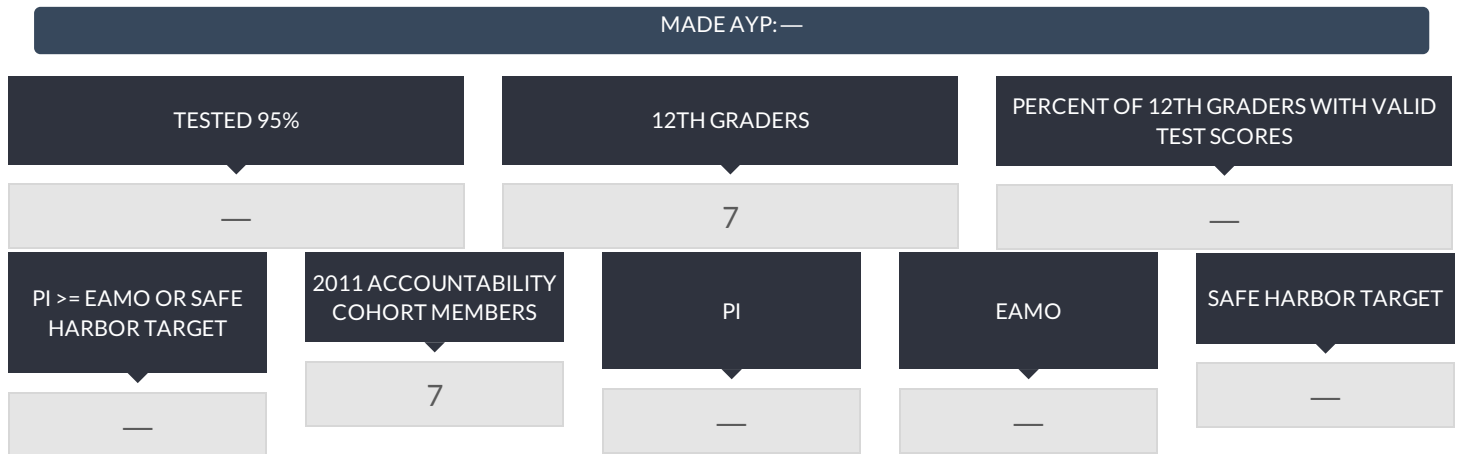 MADE AYP: —
TESTED 95%
12TH GRADERS
PERCENT OF 12TH GRADERS WITH VALID
TEST SCORES
—
7
—
PI >= EAMO OR SAFE
HARBOR TARGET
2011 ACCOUNTABILITY
COHORT MEMBERS
PI
EAMO
SAFE HARBOR TARGET
—
7
—
—
—